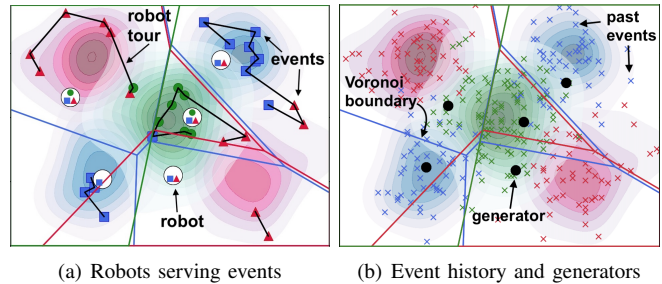 robot
tour
events
robot
past
events
Voronoi
boundary
generator
(a) Robots serving events
(b) Event history and generators